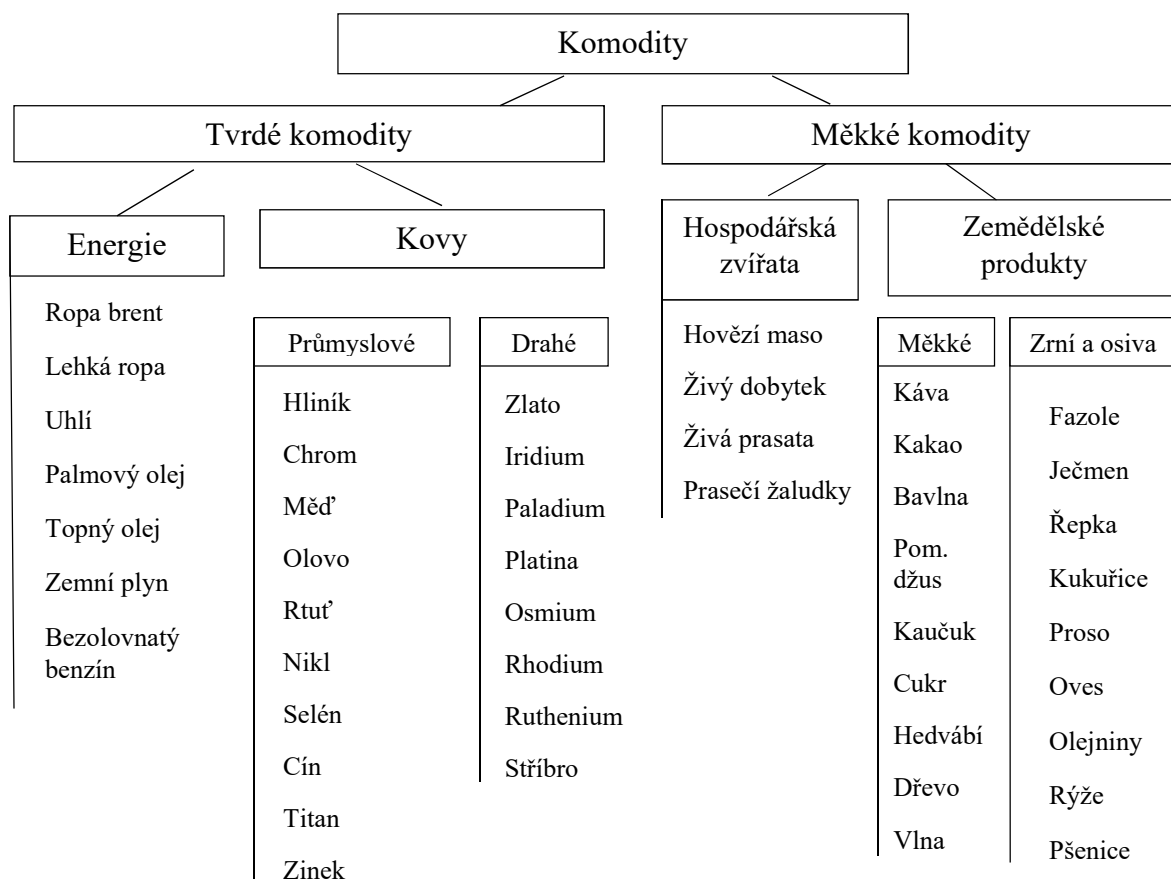 Komodity
Tvrdé komodity
Měkké komodity
Energie
Kovy
Hospodářská
zvířata
Zemědělské
produkty
Ropa brent
Lehká ropa
Uhlí
Palmový olej
Topný olej
Zemní plyn
Bezolovnatý
benzín
Průmyslové
Hliník
Chrom
Měď
Olovo
Rtuť
Nikl
Selén
Cín
Titan
Zinek
Drahé
Zlato
Iridium
Paladium
Platina
Osmium
Rhodium
Ruthenium
Stříbro
Hovězí maso
Živý dobytek
Živá prasata
Prasečí žaludky
Měkké
Káva
Kakao
Bavlna
Pom.
džus
Kaučuk
Cukr
Hedvábí
Dřevo
Vlna
Zrní a osiva
Fazole
Ječmen
Řepka
Kukuřice
Proso
Oves
Olejniny
Rýže
Pšenice